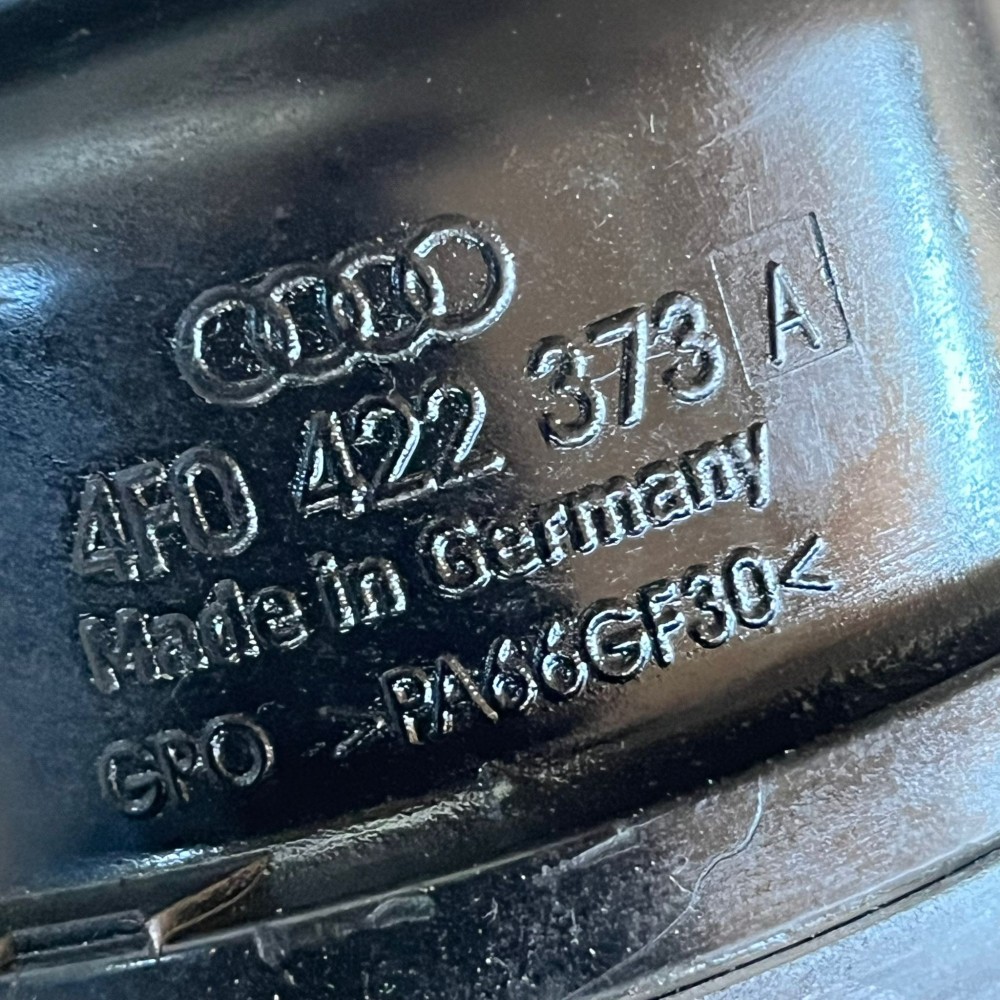 4F0 422 373 A
Made in Germany
GPO >PA66GF30<